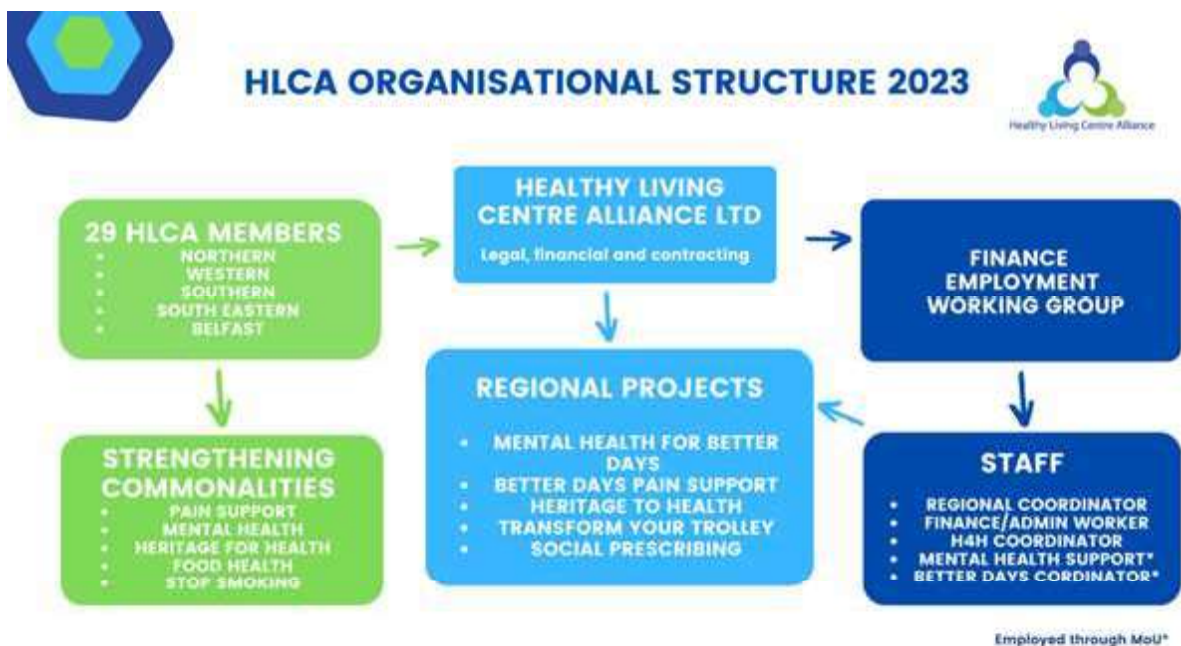 HLCA ORGANISATIONAL STRUCTURE 2023
Healthy Living Centre Alliance
29 HLCA MEMBERS
• NORTHERN
• WESTERN
• SOUTHERN
• SOUTH EASTERN
• BELFAST
HEALTHY LIVING
CENTRE ALLIANCE LTD
Legal, financial and contracting
FINANCE
EMPLOYMENT
WORKING GROUP
STRENGTHENING
COMMONALITIES
• PAIN SUPPORT
• MENTAL HEALTH
• HERITAGE FOR HEALTH
• FOOD HEALTH
• STOP SMOKING
REGIONAL PROJECTS
• MENTAL HEALTH FOR BETTER
DAYS
• BETTER DAYS PAIN SUPPORT
• HERITAGE TO HEALTH
• TRANSFORM YOUR TROLLEY
• SOCIAL PRESCRIBING
STAFF
• REGIONAL COORDINATOR
• FINANCE/ADMIN WORKER
• H4H COORDINATOR
• MENTAL HEALTH SUPPORT*
• BETTER DAYS CORDINATOR*
Employed through MoU*